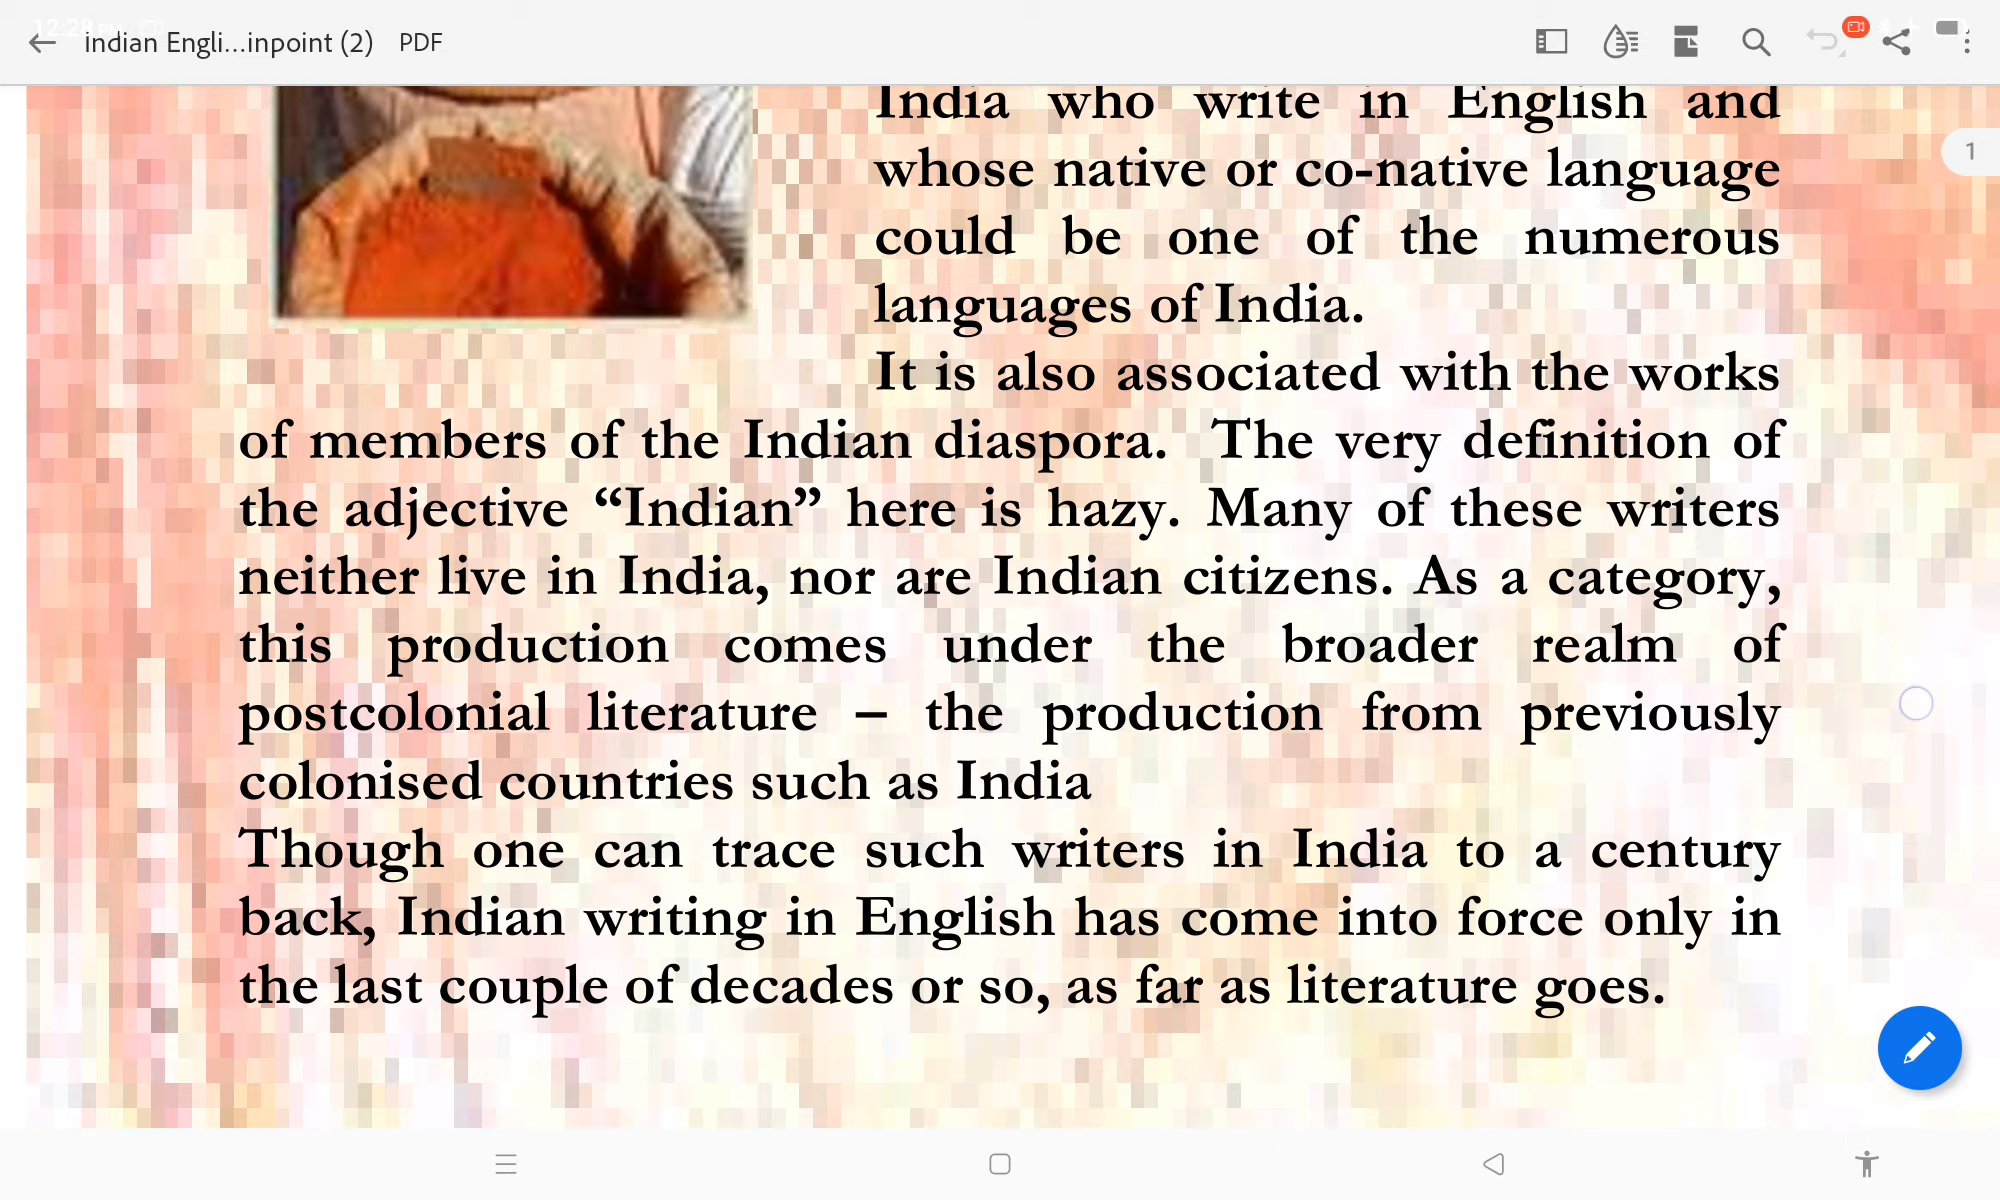 12:28 PM
Indian Engli...inpoint (2) PDF
1
India who write in English and
whose native or co-native language
could be one of the numerous
languages of India.
It is also associated with the works
of members of the Indian diaspora. The very definition of
the adjective “Indian” here is hazy. Many of these writers
neither live in India, nor are Indian citizens. As a category,
this production comes under the broader realm of
postcolonial literature – the production from previously
colonised countries such as India
Though one can trace such writers in India to a century
back, Indian writing in English has come into force only in
the last couple of decades or so, as far as literature goes.